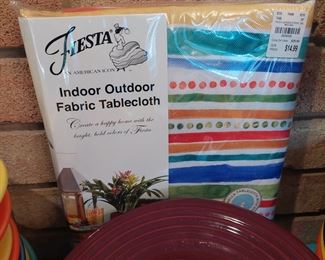 Fiesta
AN AMERICAN ICON
Indoor Outdoor
Fabric Tablecloth
Create a happy home with the
bright, bold colors of Fiesta
$14.99